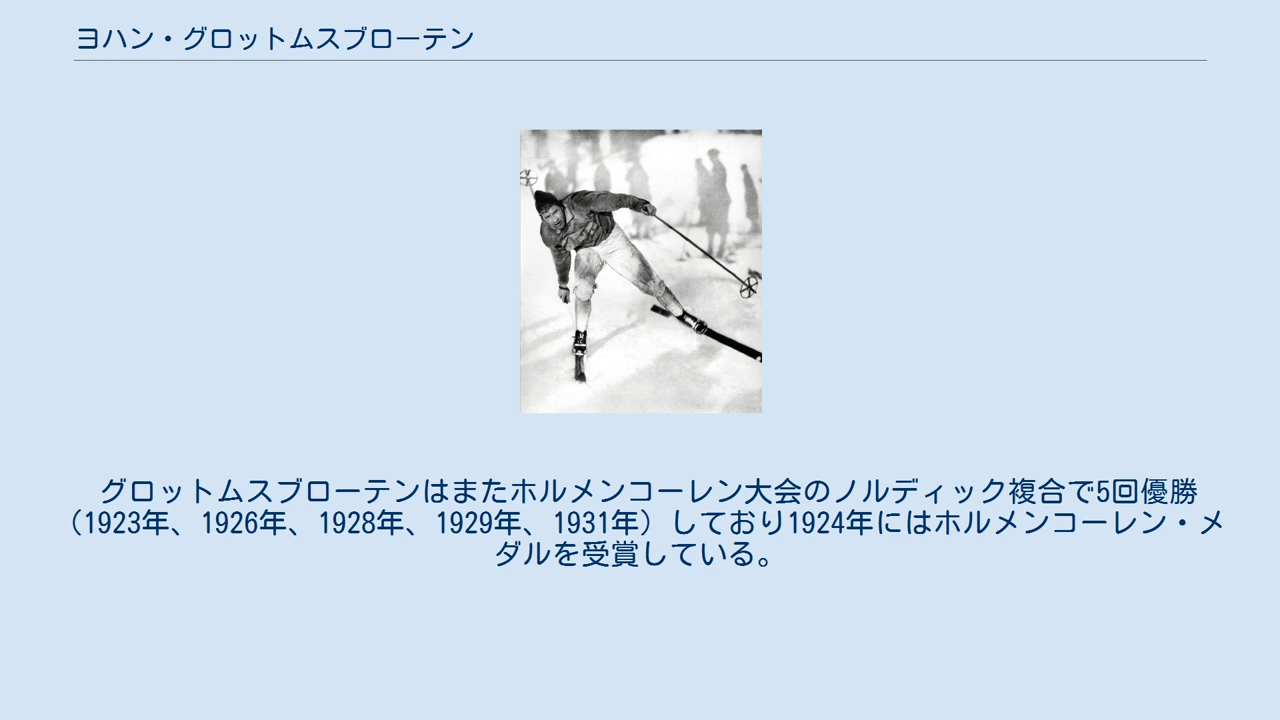 ヨハン・グロットムスブローテン
グロットムスブローテンはまたホルメンコーレン大会のノルディック複合で5回優勝
（1923年、1926年、1928年、1929年、1931年）しており1924年にはホルメンコーレン・メ
ダルを受賞している。